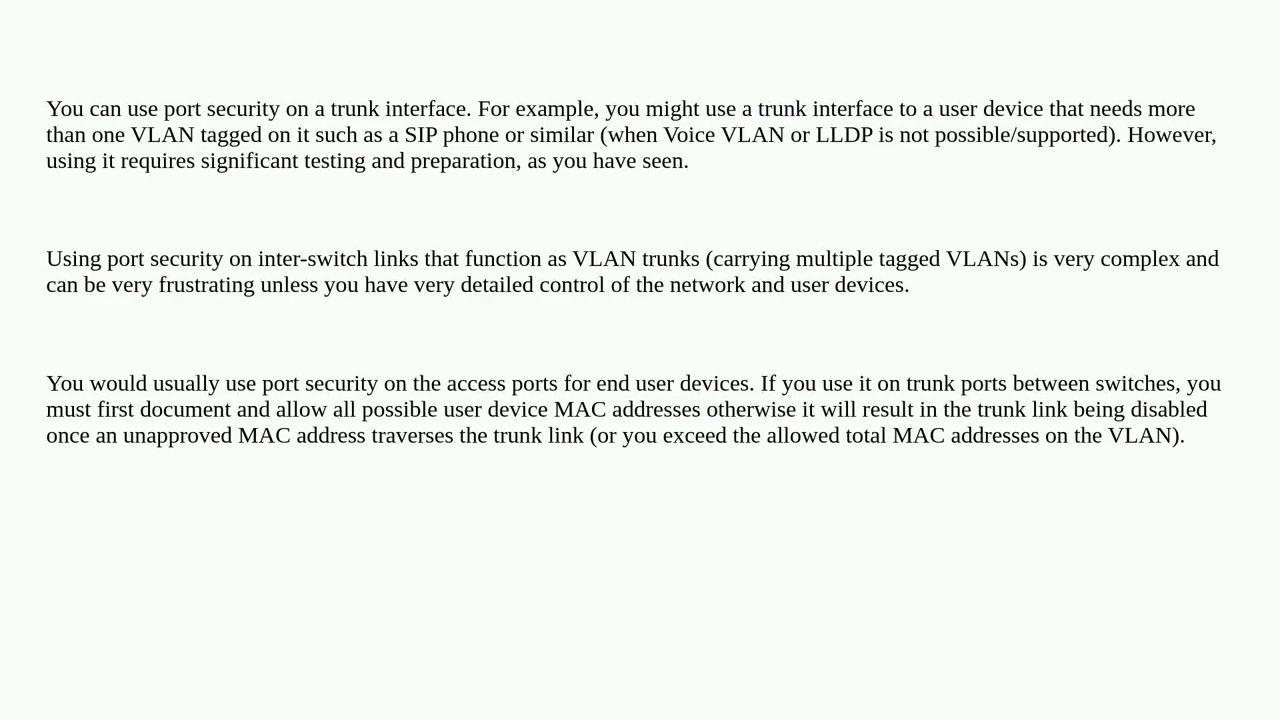 You can use port security on a trunk interface. For example, you might use a trunk interface to a user device that needs more
than one VLAN tagged on it such as a SIP phone or similar (when Voice VLAN or LLDP is not possible/supported). However,
using it requires significant testing and preparation, as you have seen.
Using port security on inter-switch links that function as VLAN trunks (carrying multiple tagged VLANs) is very complex and
can be very frustrating unless you have very detailed control of the network and user devices.
You would usually use port security on the access ports for end user devices. If you use it on trunk ports between switches, you
must first document and allow all possible user device MAC addresses otherwise it will result in the trunk link being disabled
once an unapproved MAC address traverses the trunk link (or you exceed the allowed total MAC addresses on the VLAN).